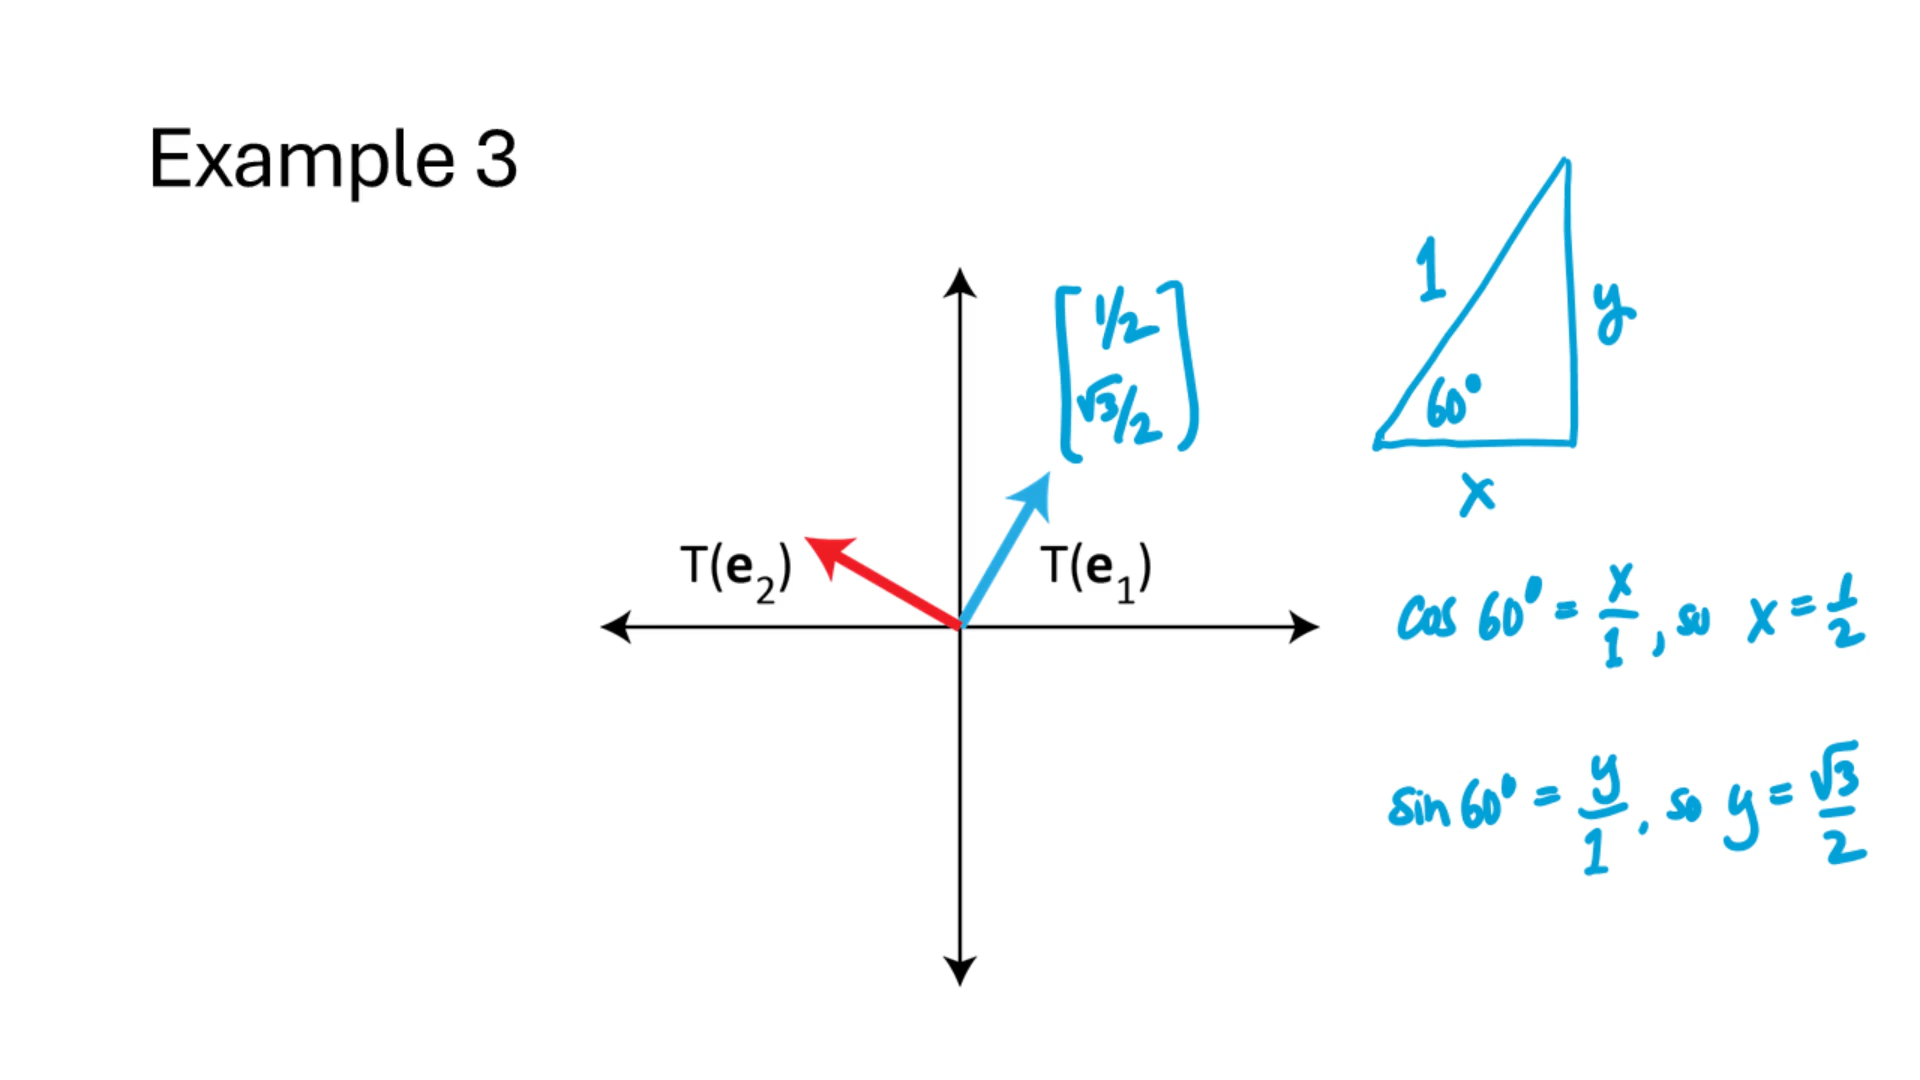 Example 3
[1/2
√3/2]
1
y
60°
x
T(e₂)
T(e₁)
cos 60° = x/1, so x = 1/2
sin 60° = y/1, so y = √3/2